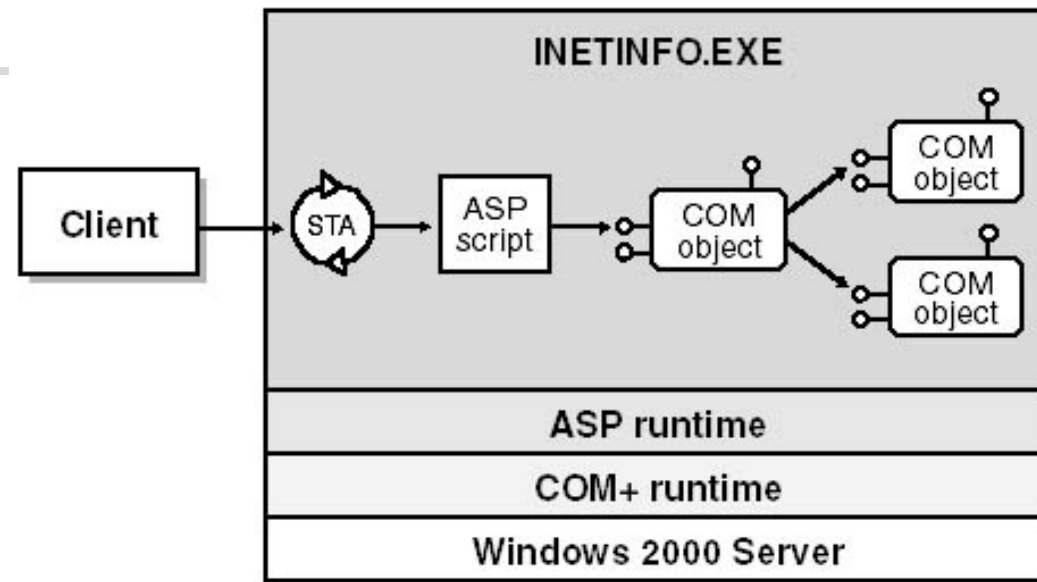 INETINFO.EXE
Client
STA
ASP
script
COM
object
COM
object
COM
object
ASP runtime
COM+ runtime
Windows 2000 Server